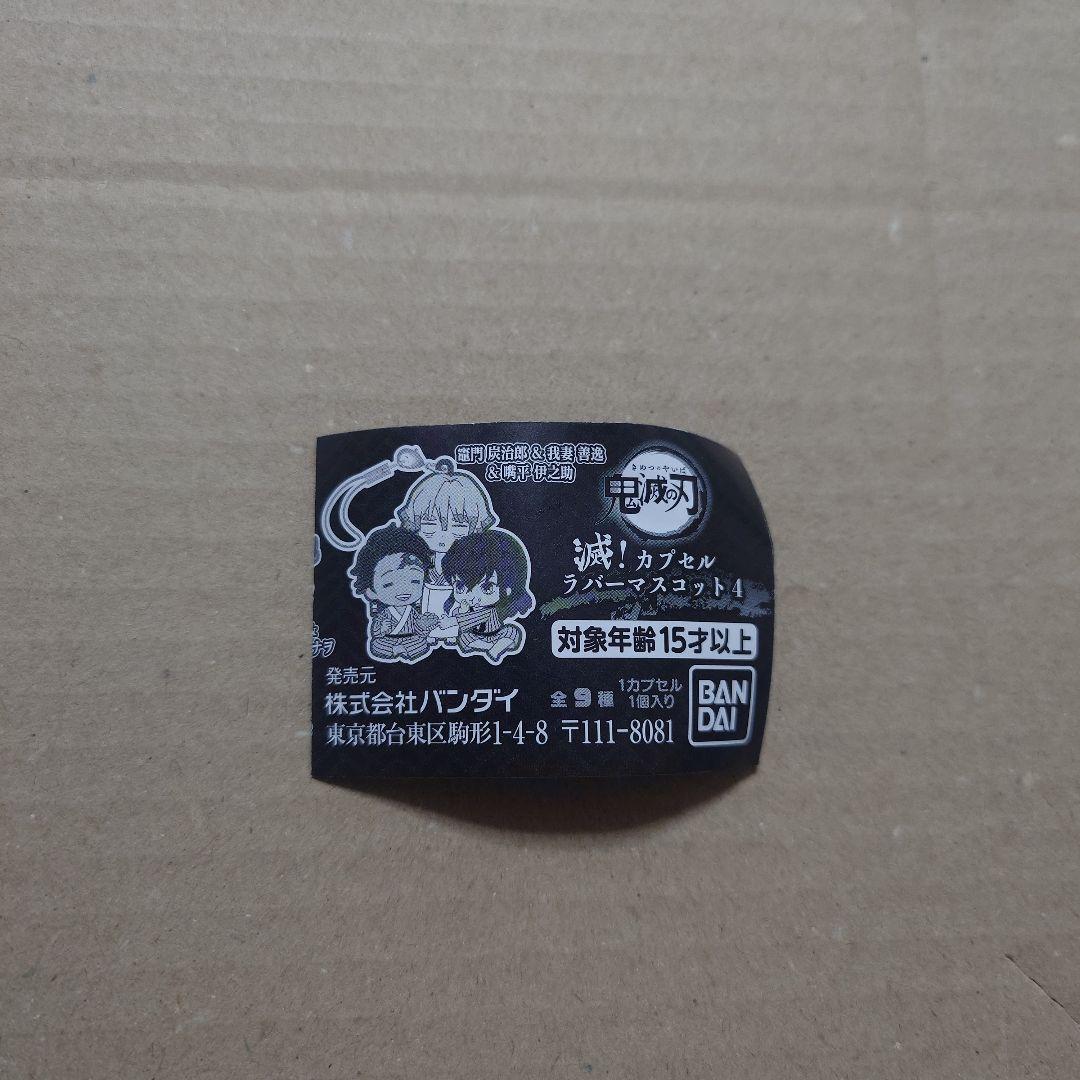 竈門 炭治郎 & 我妻 善逸
& 嘴平 伊之助
きめつのやいば
鬼滅の刃
滅!カプセル
ラバーマスコット4
対象年齢15才以上
ナヲ
発売元
株式会社バンダイ
全9種
1カプセル
1個入り
BAN
DAI
東京都台東区駒形1-4-8 〒111-8081